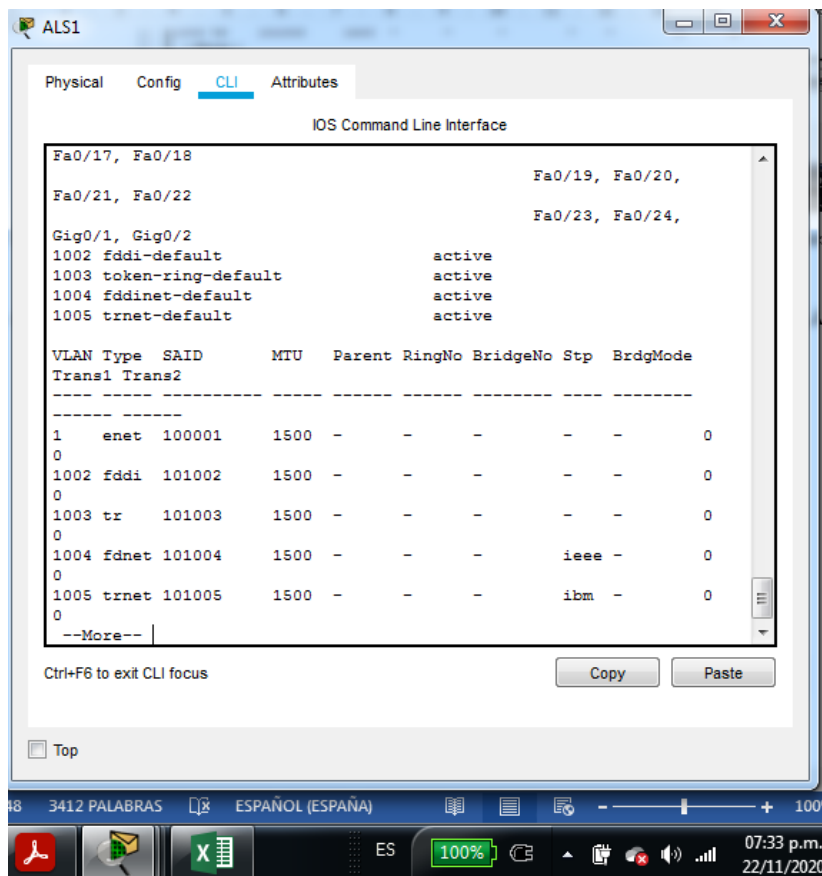 ALS1
Physical Config CLI Attributes
IOS Command Line Interface
Fa0/17, Fa0/18
Fa0/19, Fa0/20,
Fa0/21, Fa0/22
Fa0/23, Fa0/24,
Gig0/1, Gig0/2
1002 fddi-default active
1003 token-ring-default active
1004 fddinet-default active
1005 trnet-default active
VLAN Type SAID MTU Parent RingNo BridgeNo Stp BrdgMode
Trans1 Trans2
---- ----- ---------- ----- ------ ------ -------- ---- --------
------ ------
1 enet 100001 1500 - - - - - 0
0
1002 fddi 101002 1500 - - - - - 0
0
1003 tr 101003 1500 - - - - - 0
0
1004 fdnet 101004 1500 - - - ieee - 0
0
1005 trnet 101005 1500 - - - ibm - 0
0
--More--
Ctrl+F6 to exit CLI focus
Copy Paste
Top
48 3412 PALABRAS ESPAÑOL (ESPAÑA) - + 100
ES 100% 07:33 p.m.
22/11/2020